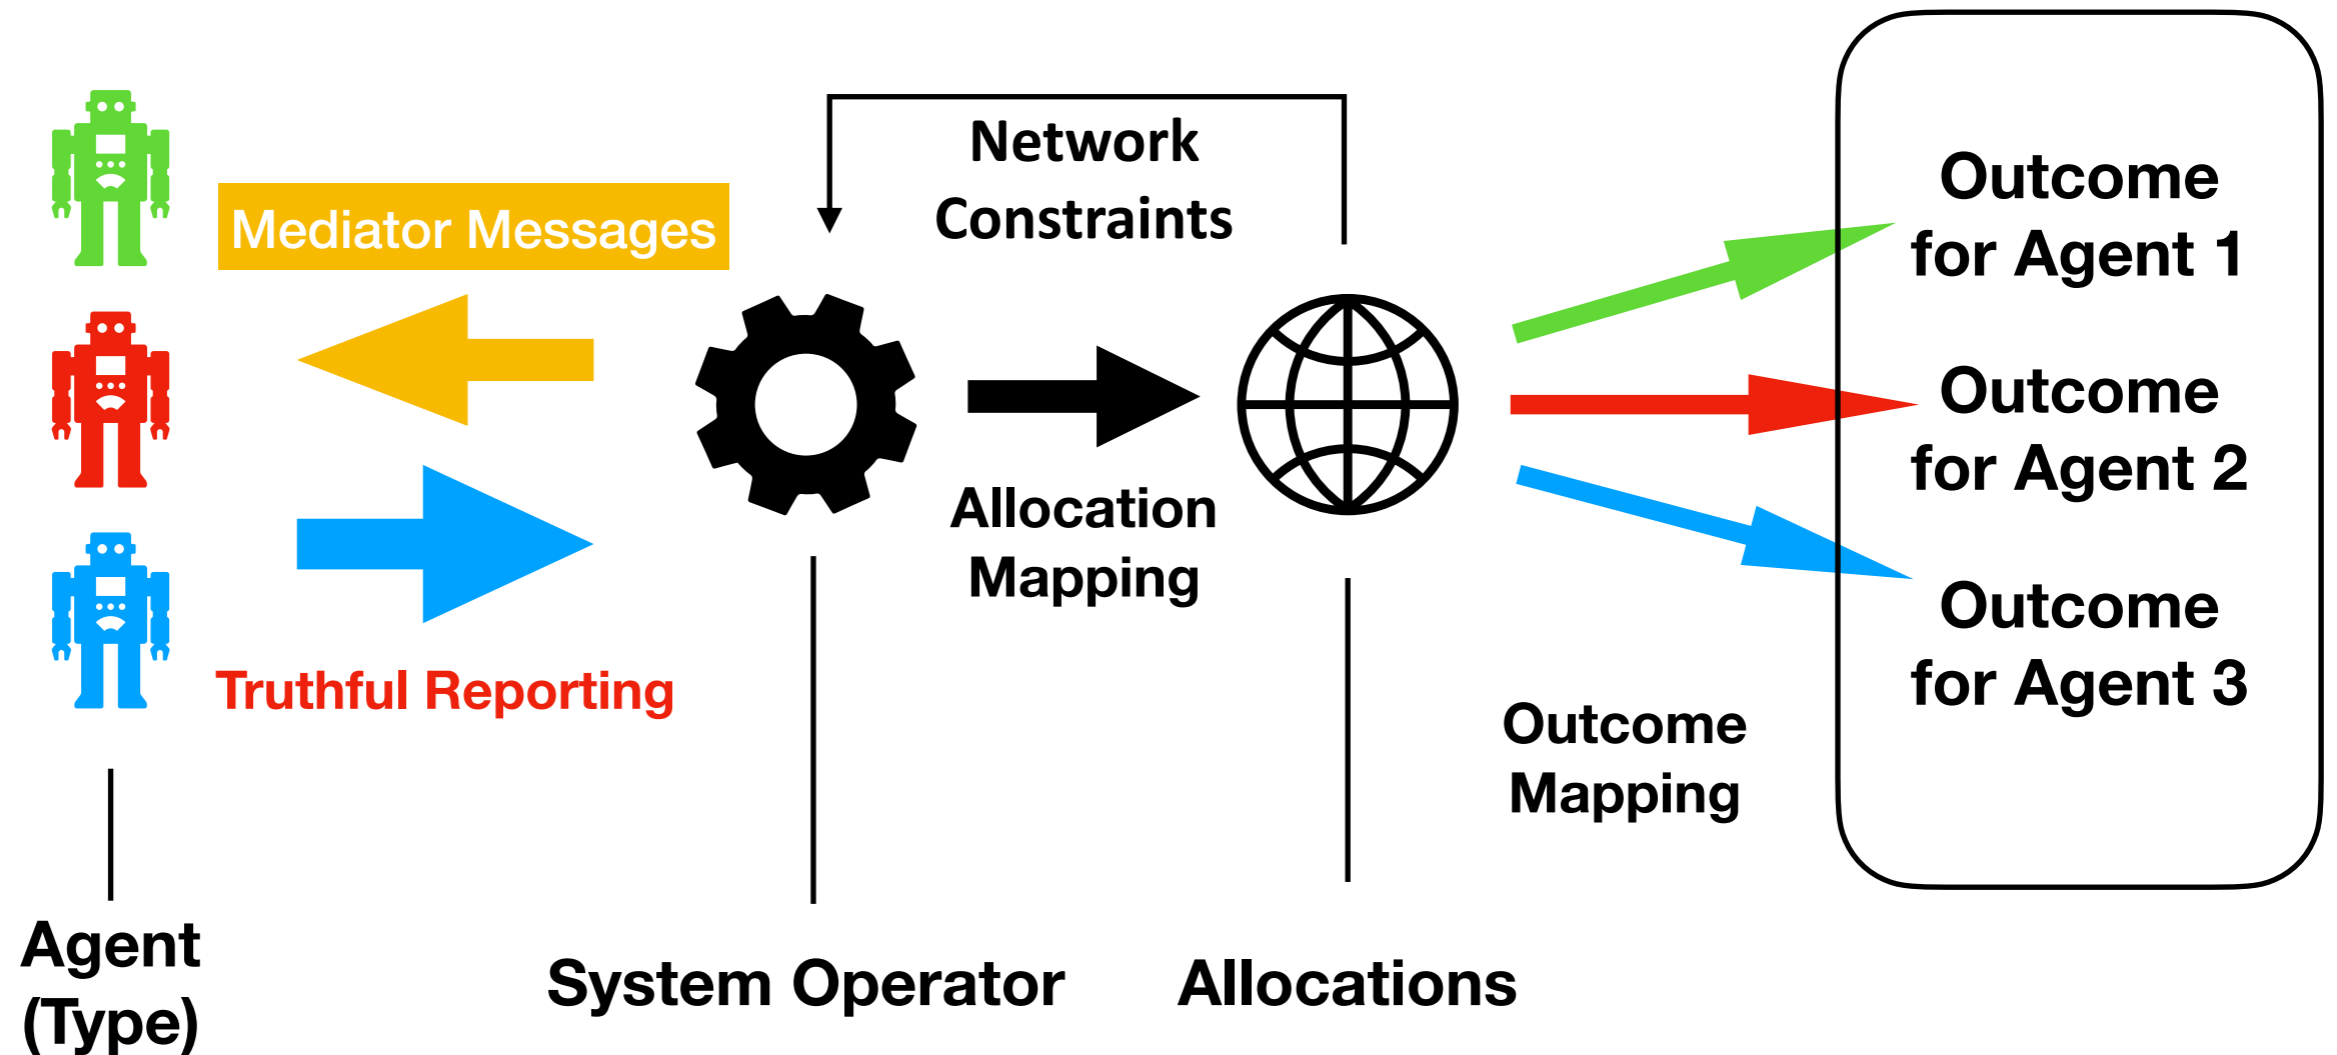 Mediator Messages
Truthful Reporting
Agent
(Type)
Network
Constraints
System Operator
Allocation
Mapping
Allocations
Outcome
Mapping
Outcome
for Agent 1
Outcome
for Agent 2
Outcome
for Agent 3